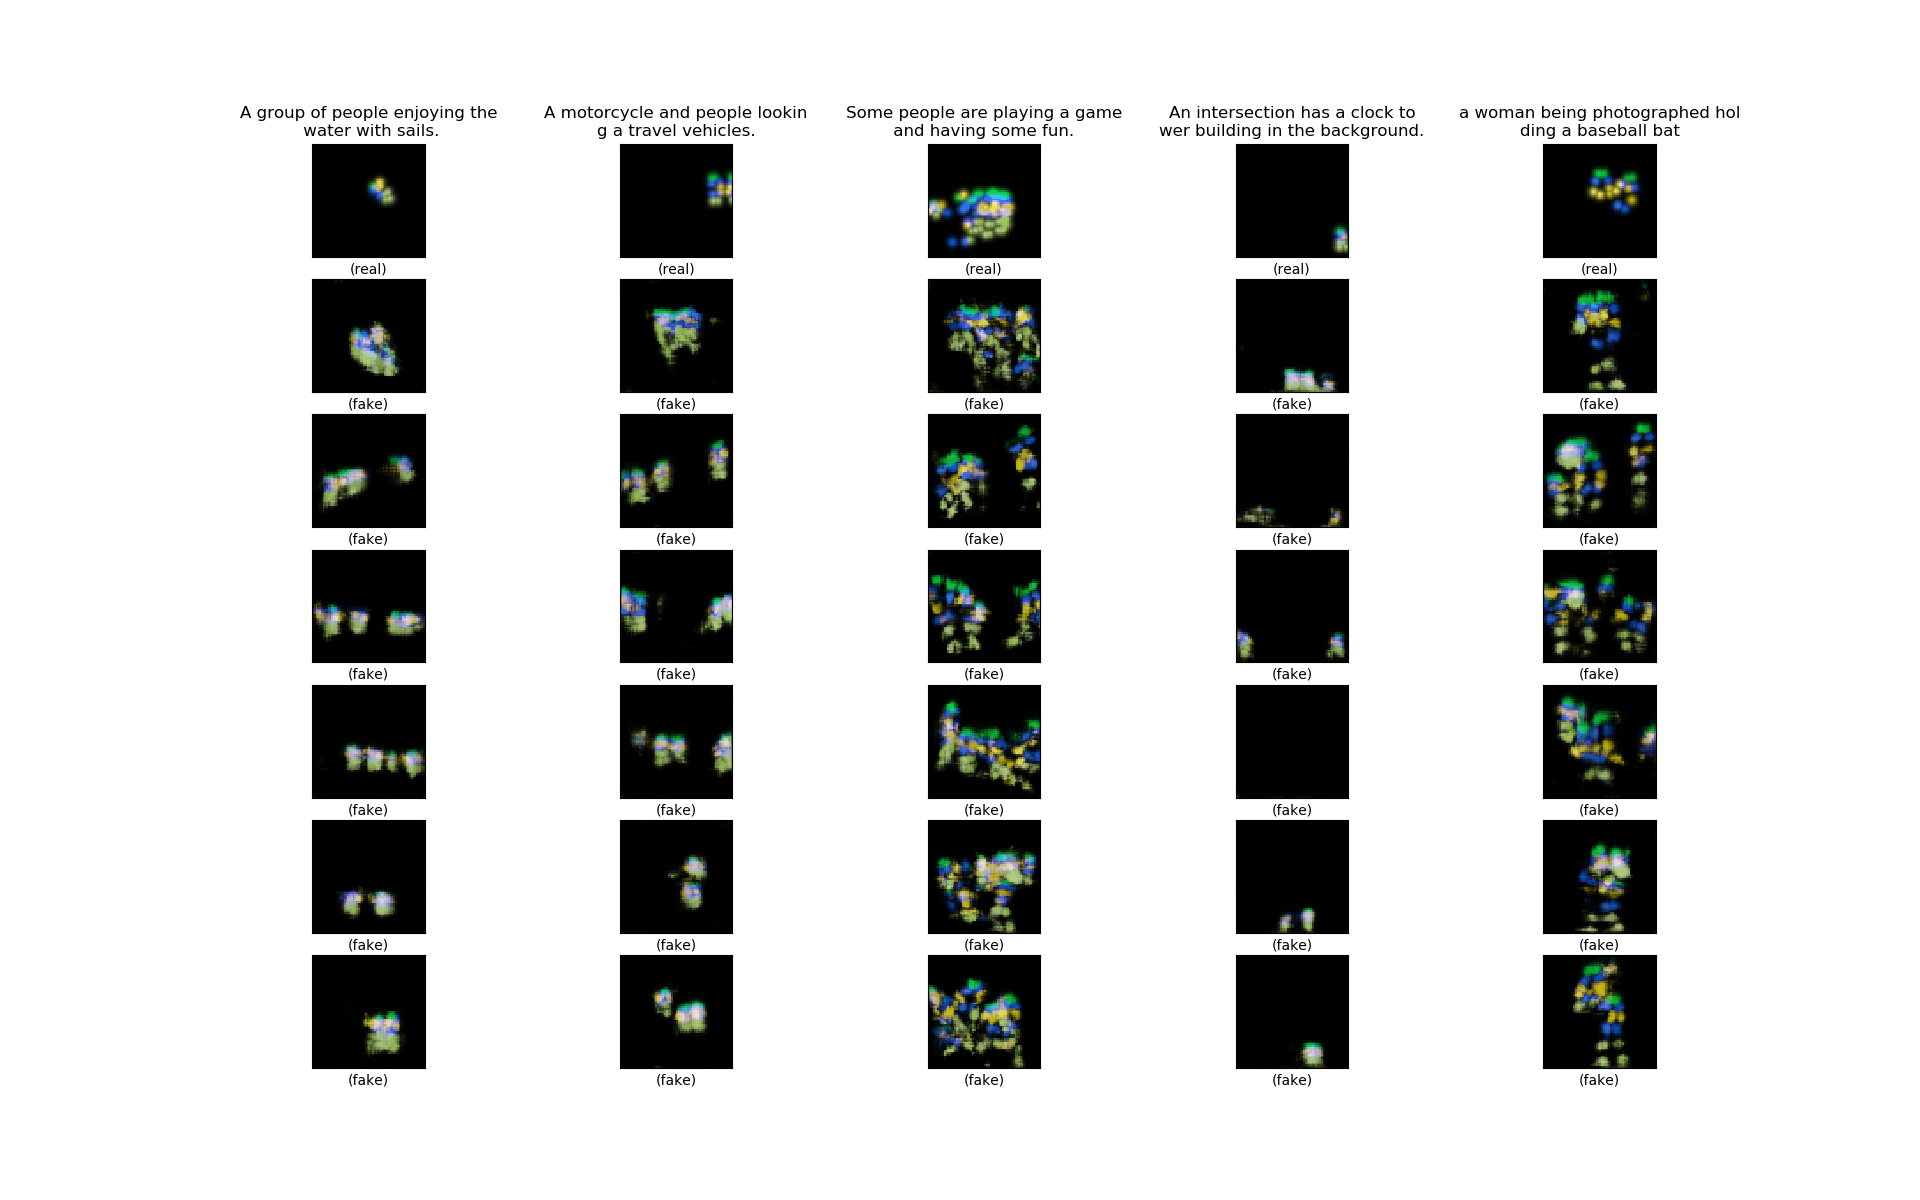 A group of people enjoying the
water with sails.
A motorcycle and people lookin
g a travel vehicles.
Some people are playing a game
and having some fun.
An intersection has a clock to
wer building in the background.
a woman being photographed hol
ding a baseball bat
(real) (real) (real) (real) (real)
(fake) (fake) (fake) (fake) (fake)
(fake) (fake) (fake) (fake) (fake)
(fake) (fake) (fake) (fake) (fake)
(fake) (fake) (fake) (fake) (fake)
(fake) (fake) (fake) (fake) (fake)
(fake) (fake) (fake) (fake) (fake)